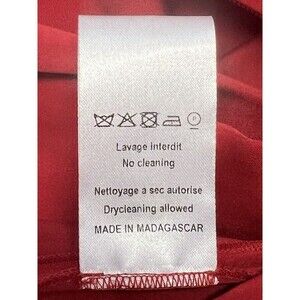 Lavage interdit
No cleaning
Nettoyage a sec autorise
Drycleaning allowed
MADE IN MADAGASCAR